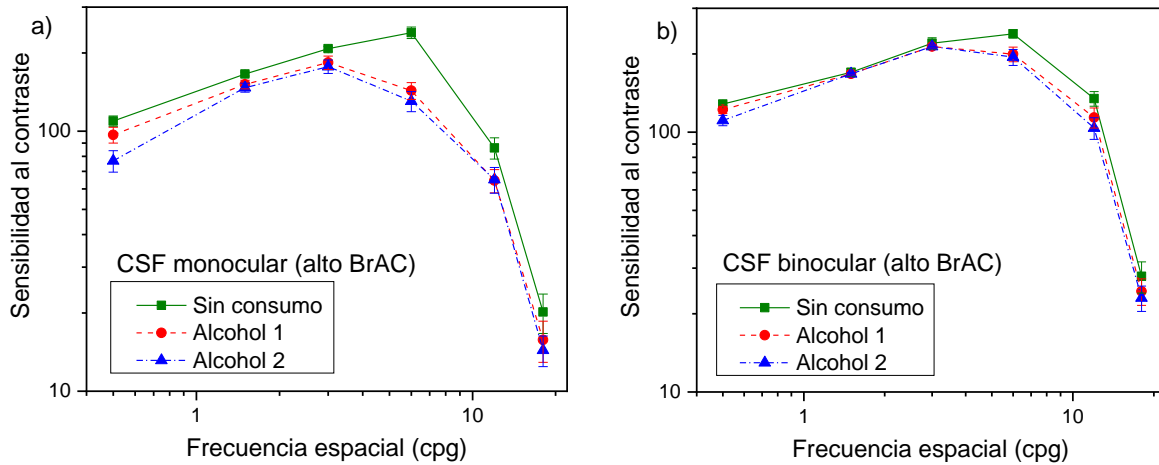 a)
Sensibilidad al contraste
100
10
CSF monocular (alto BrAC)
Sin consumo
Alcohol 1
Alcohol 2
1
10
Frecuencia espacial (cpg)
b)
Sensibilidad al contraste
100
10
CSF binocular (alto BrAC)
Sin consumo
Alcohol 1
Alcohol 2
1
10
Frecuencia espacial (cpg)